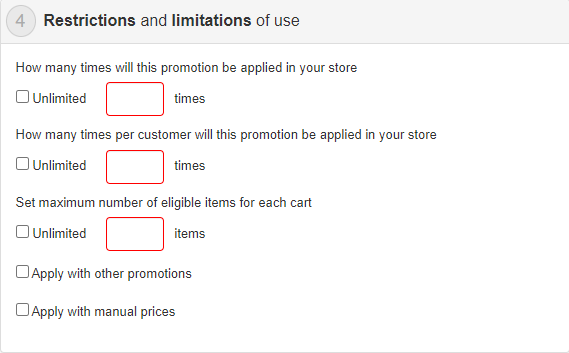 4 Restrictions and limitations of use
How many times will this promotion be applied in your store
Unlimited times
How many times per customer will this promotion be applied in your store
Unlimited times
Set maximum number of eligible items for each cart
Unlimited items
Apply with other promotions
Apply with manual prices